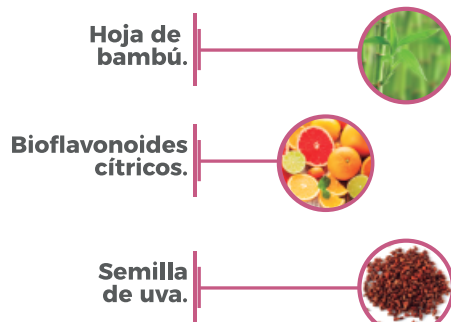 Hoja de
bambú.
Bioflavonoides
cítricos.
Semilla
de uva.